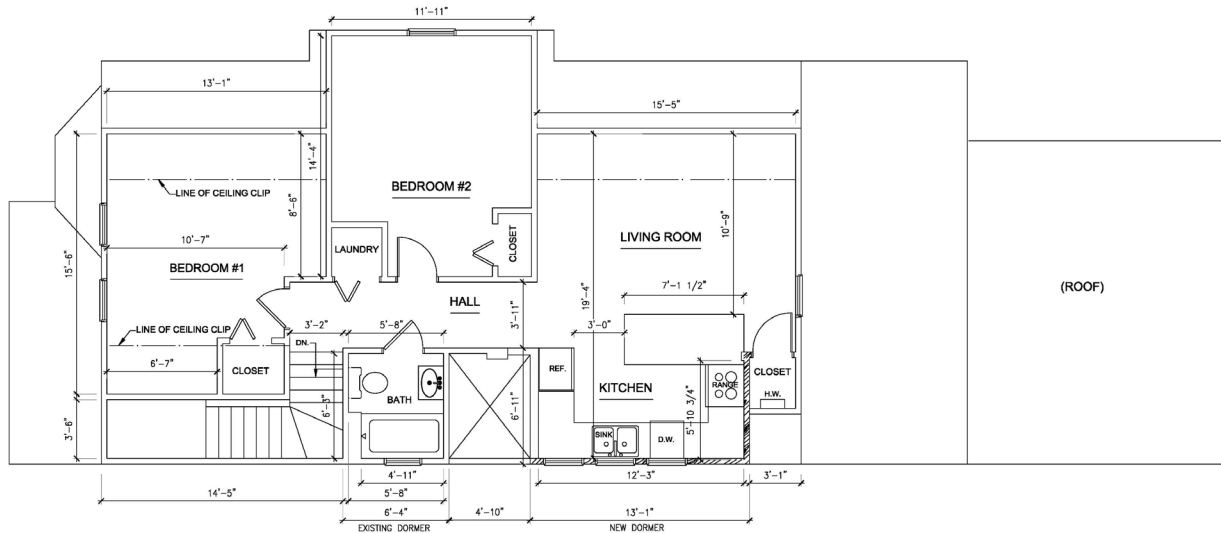 11'-11"
13'-1"
15'-5"
14'-4"
8'-6"
LINE OF CEILING CLIP
BEDROOM #2
10'-9"
15'-6"
10'-7"
LAUNDRY
CLOSET
LIVING ROOM
BEDROOM #1
7'-1 1/2"
(ROOF)
HALL
3'-11"
19'-4"
3'-2"
5'-8"
3'-0"
LINE OF CEILING CLIP
DN.
6'-7"
CLOSET
REF.
CLOSET
KITCHEN
RANGE
BATH
H.W.
5'-10 3/4"
6'-3"
6'-11"
3'-6"
SINK
D.W.
4'-11"
12'-3"
3'-1"
14'-5"
5'-8"
6'-4"
4'-10"
13'-1"
EXISTING DORMER
NEW DORMER